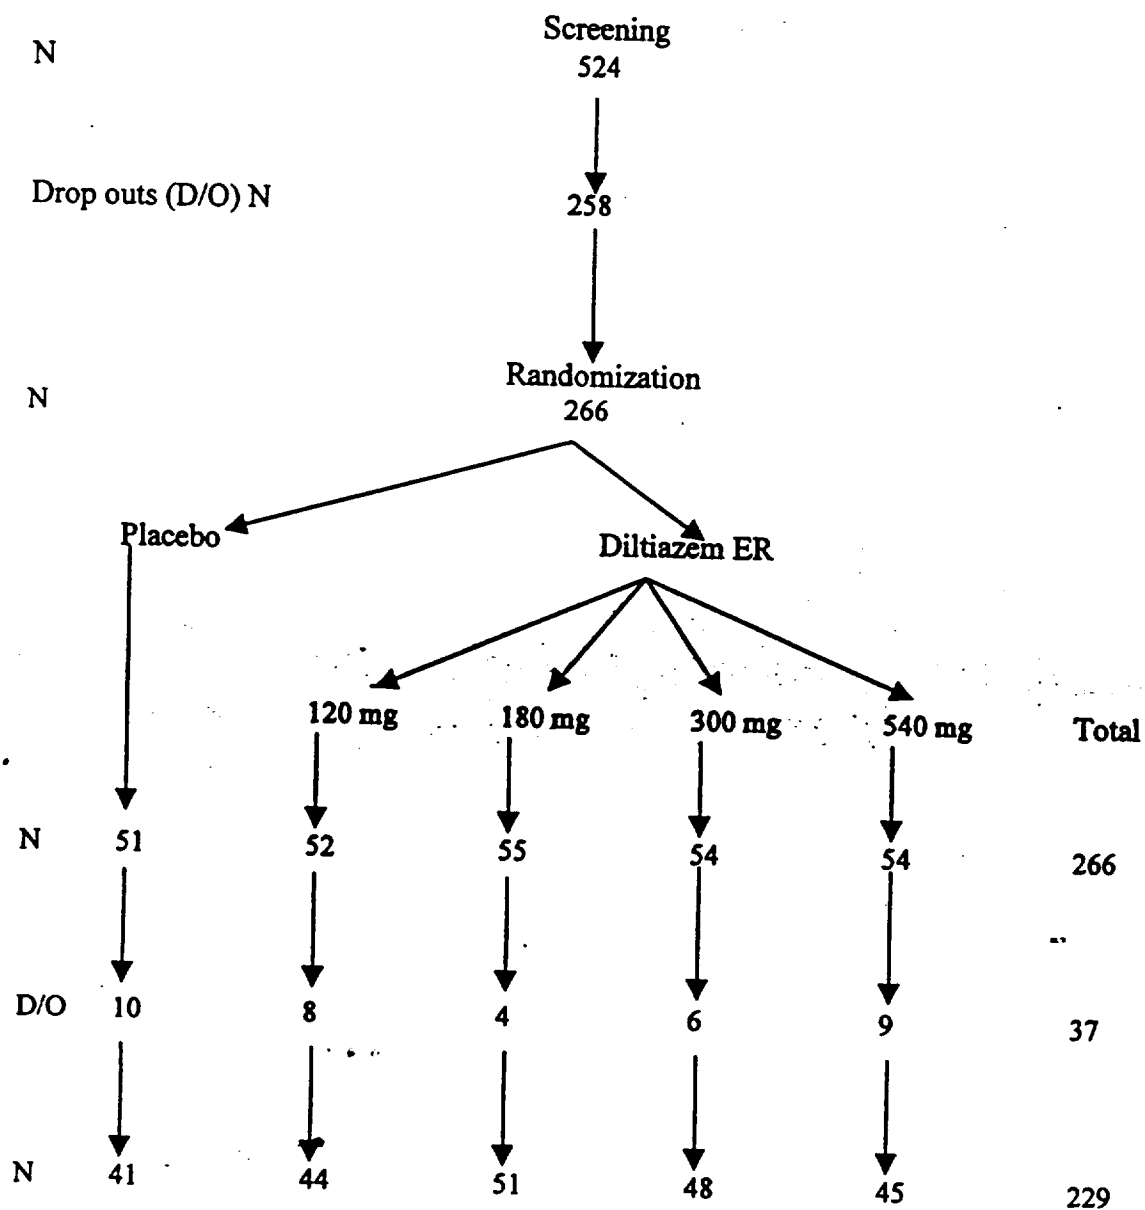 N Screening
524
Drop outs (D/O) N 258
Randomization
N 266
Placebo Diltiazem ER
120 mg 180 mg 300 mg 540 mg Total
N 51 52 55 54 54 266
D/O 10 8 4 6 9 37
N 41 44 51 48 45 229